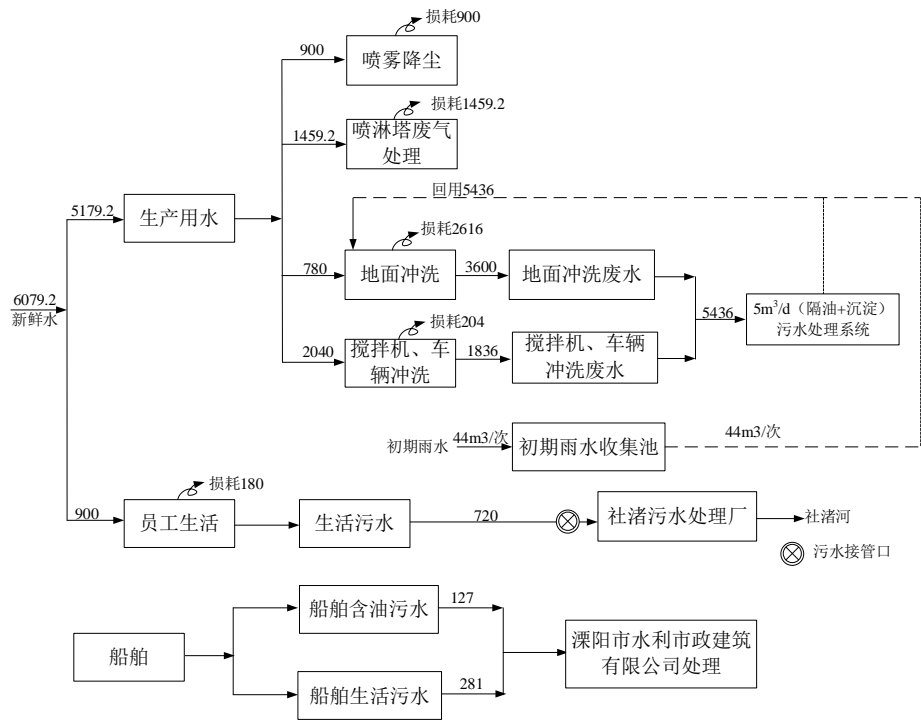 损耗900
900
喷雾降尘
损耗1459.2
1459.2
喷淋塔废气
处理
回用5436
5179.2
生产用水
损耗2616
780
地面冲洗
3600
地面冲洗废水
6079.2
新鲜水
5436
5m³/d（隔油+沉淀）
污水处理系统
损耗204
2040
搅拌机、车
辆冲洗
1836
搅拌机、车辆
冲洗废水
初期雨水
44m3/次
初期雨水收集池
44m3/次
损耗180
900
员工生活
生活污水
720
社渚污水处理厂
社渚河
污水接管口
船舶
船舶含油污水
127
船舶生活污水
281
溧阳市水利市政建筑
有限公司处理